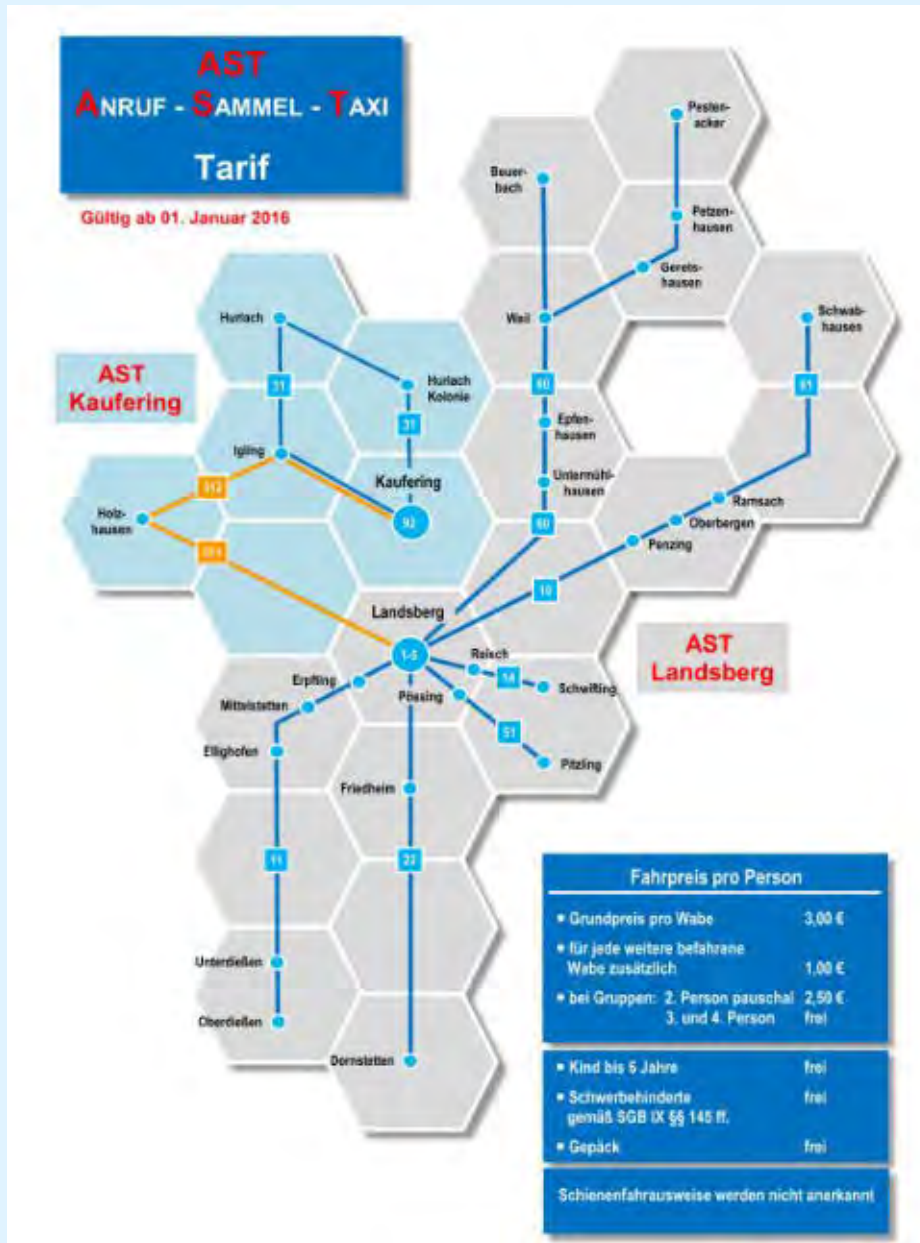 AST
ANRUF - SAMMEL - TAXI
Tarif
Gültig ab 01. Januar 2016
Pesten-
acker
Beuer-
bach
Petzen-
hausen
Gerets-
hausen
Hurlach
Weil
Schwab-
hausen
AST
Kaufering
31
Hurlach
Kolonie
60
61
31
Epfen-
hausen
Igling
Kaufering
Untermühl-
hausen
312
Ramsach
Holz-
hausen
92
60
Oberbergen
Penzing
10
Landsberg
1-5
AST
Landsberg
Reisch
Erpfting
14
Schwifting
Mittelstetten
Pössing
51
Ellighofen
Pitzling
Friedheim
11
22
Fahrpreis pro Person
Grundpreis pro Wabe 3,00 €
für jede weitere befahrene
Wabe zusätzlich 1,00 €
bei Gruppen: 2. Person pauschal 2,50 €
3. und 4. Person frei
Unterdießen
Oberdießen
Dornstetten
Kind bis 5 Jahre frei
Schwerbehinderte frei
gemäß SGB IX §§ 145 ff.
Gepäck frei
Schienenfahrausweise werden nicht anerkannt